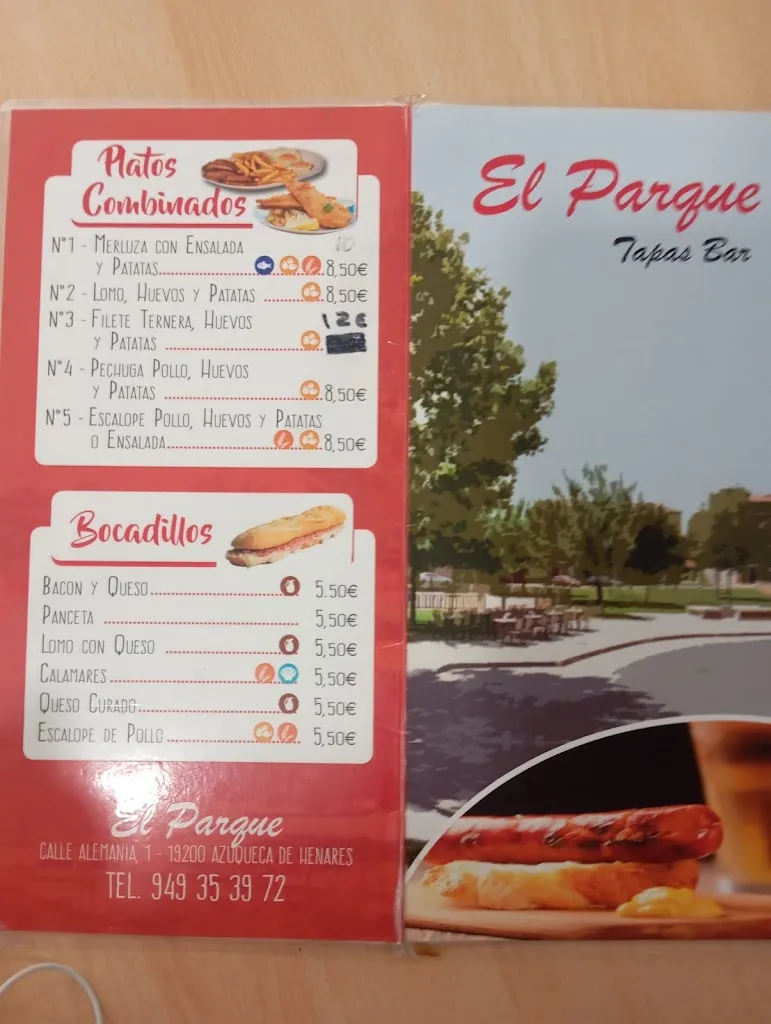 Platos
Combinados
Nº1 - Merluza con Ensalada 10
y Patatas 8,50€
Nº2 - Lomo, Huevos y Patatas 8,50€
Nº3 - Filete Ternera, Huevos 12€
y Patatas
Nº4 - Pechuga Pollo, Huevos
y Patatas 8,50€
Nº5 - Escalope Pollo, Huevos y Patatas
o Ensalada 8,50€
Bocadillos
Bacon y Queso 5.50€
Panceta 5,50€
Lomo con Queso 5,50€
Calamares 5,50€
Queso Curado 5,50€
Escalope de Pollo 5,50€
El Parque
CALLE ALEMANIA, 1 - 19200 AZUQUECA DE HENARES
TEL. 949 35 39 72
El Parque
Tapas Bar